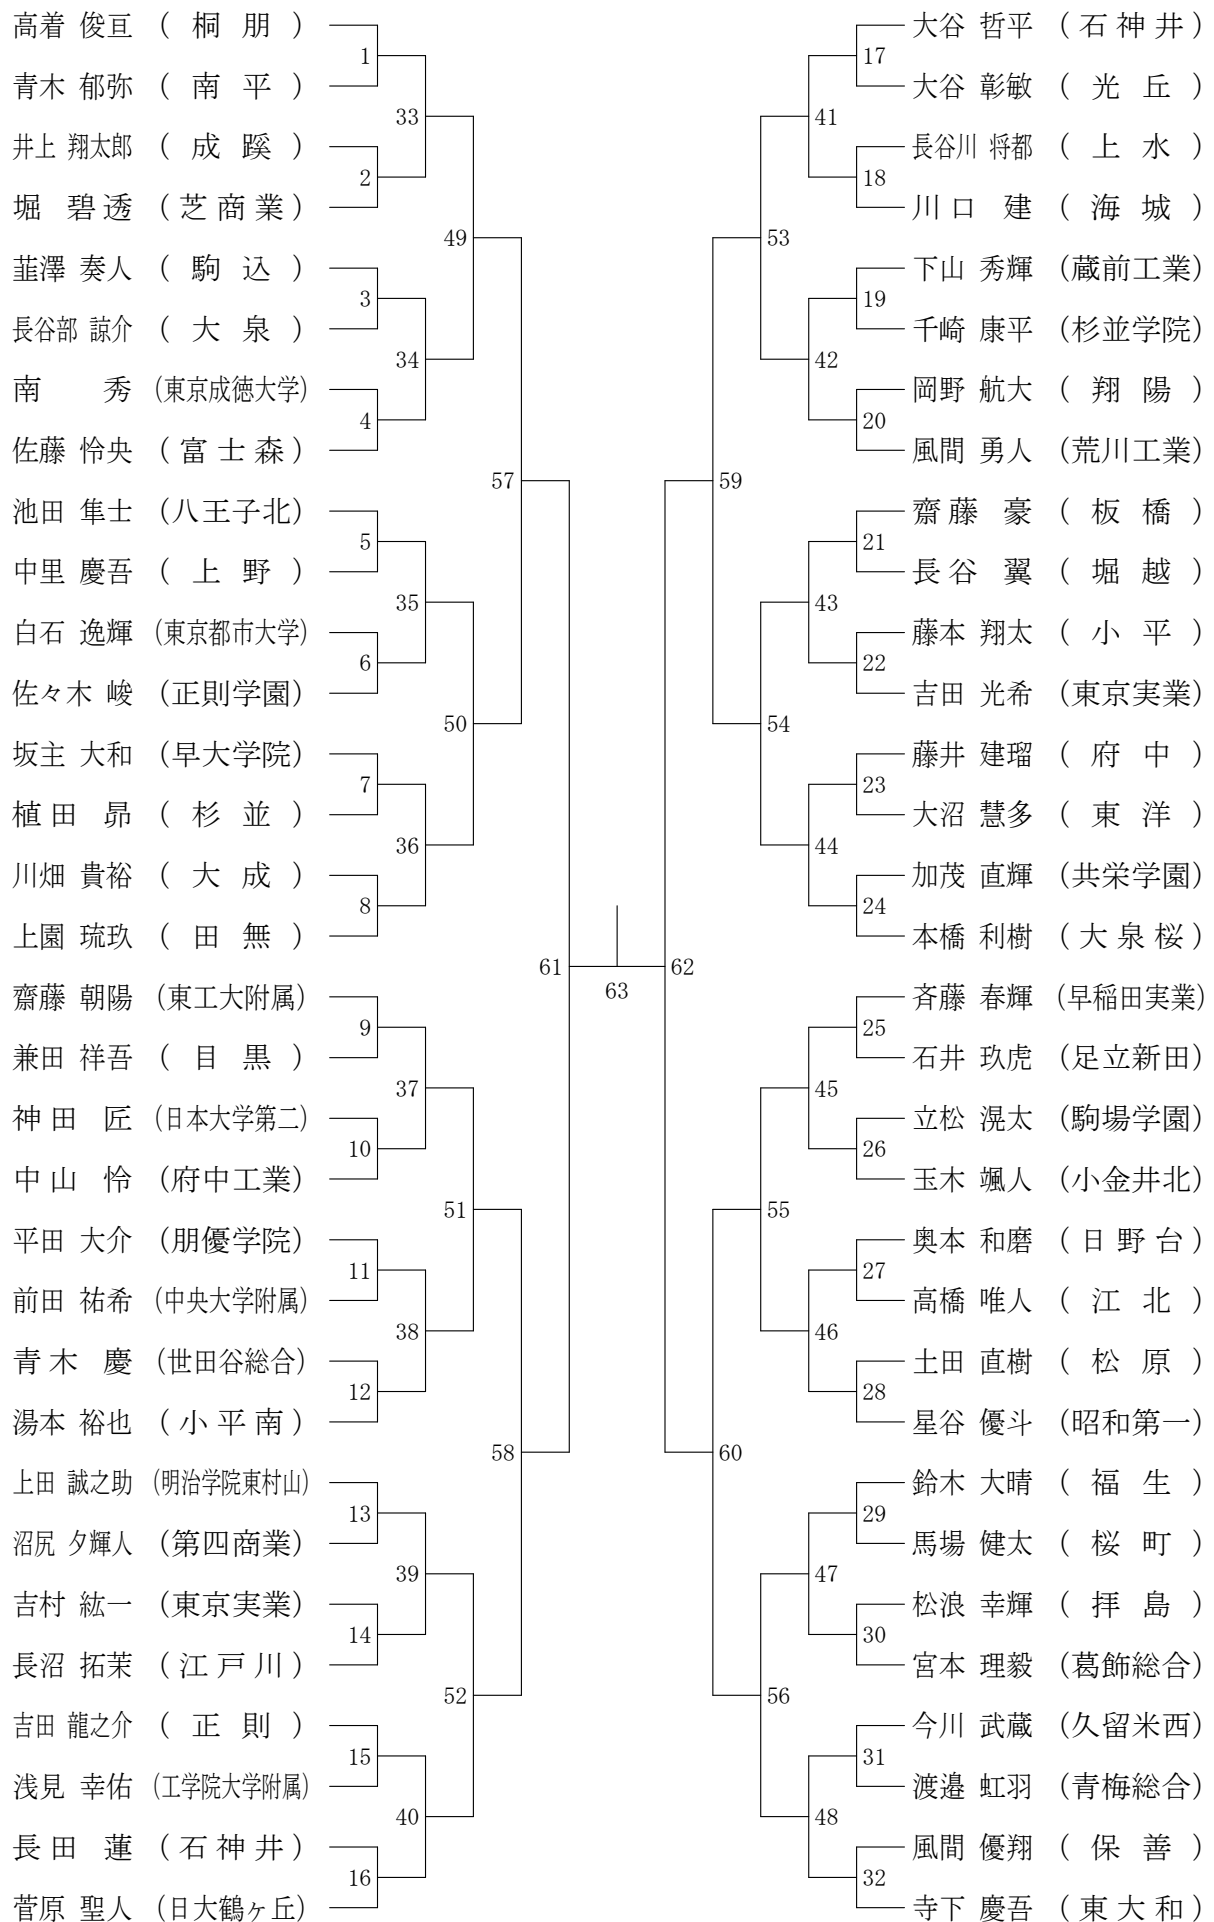 高着 俊亘 （ 桐 朋 ）
1
青木 郁弥 （ 南 平 ）
33
井上 翔太郎 （ 成 蹊 ）
2
堀 碧透 （芝商業）
49
韮澤 奏人 （ 駒 込 ）
3
長谷部 諒介 （ 大 泉 ）
34
南 秀 （東京成徳大学）
4
佐藤 怜央 （富士森）
57
池田 隼士 （八王子北）
5
中里 慶吾 （ 上 野 ）
35
白石 逸輝 （東京都市大学）
6
佐々木 峻 （正則学園）
50
坂主 大和 （早大学院）
7
植田 昴 （ 杉 並 ）
36
川畑 貴裕 （ 大 成 ）
8
上園 琉玖 （ 田 無 ）
61
齋藤 朝陽 （東工大附属）
9
兼田 祥吾 （ 目 黒 ）
37
神田 匠 （日本大学第二）
10
中山 怜 （府中工業）
51
平田 大介 （朋優学院）
11
前田 祐希 （中央大学附属）
38
青木 慶 （世田谷総合）
12
湯本 裕也 （小平南）
58
上田 誠之助 （明治学院東村山）
13
沼尻 夕輝人 （第四商業）
39
吉村 紘一 （東京実業）
14
長沼 拓茉 （江戸川）
52
吉田 龍之介 （ 正 則 ）
15
浅見 幸佑 （工学院大学附属）
40
長田 蓮 （石神井）
16
菅原 聖人 （日大鶴ヶ丘）
63
大谷 哲平 （石神井）
17
大谷 彰敏 （ 光 丘 ）
41
長谷川 将都 （ 上 水 ）
18
川口 建 （ 海 城 ）
53
下山 秀輝 （蔵前工業）
19
千崎 康平 （杉並学院）
42
岡野 航大 （ 翔 陽 ）
20
風間 勇人 （荒川工業）
59
齋藤 豪 （ 板 橋 ）
21
長谷 翼 （ 堀 越 ）
43
藤本 翔太 （ 小 平 ）
22
吉田 光希 （東京実業）
54
藤井 建瑠 （ 府 中 ）
23
大沼 慧多 （ 東 洋 ）
44
加茂 直輝 （共栄学園）
24
本橋 利樹 （大泉桜）
62
斉藤 春輝 （早稲田実業）
25
石井 玖虎 （足立新田）
45
立松 滉太 （駒場学園）
26
玉木 颯人 （小金井北）
55
奥本 和磨 （日野台）
27
高橋 唯人 （ 江 北 ）
46
土田 直樹 （ 松 原 ）
28
星谷 優斗 （昭和第一）
60
鈴木 大晴 （ 福 生 ）
29
馬場 健太 （ 桜 町 ）
47
松浪 幸輝 （ 拝 島 ）
30
宮本 理毅 （葛飾総合）
56
今川 武蔵 （久留米西）
31
渡邉 虹羽 （青梅総合）
48
風間 優翔 （ 保 善 ）
32
寺下 慶吾 （東大和）